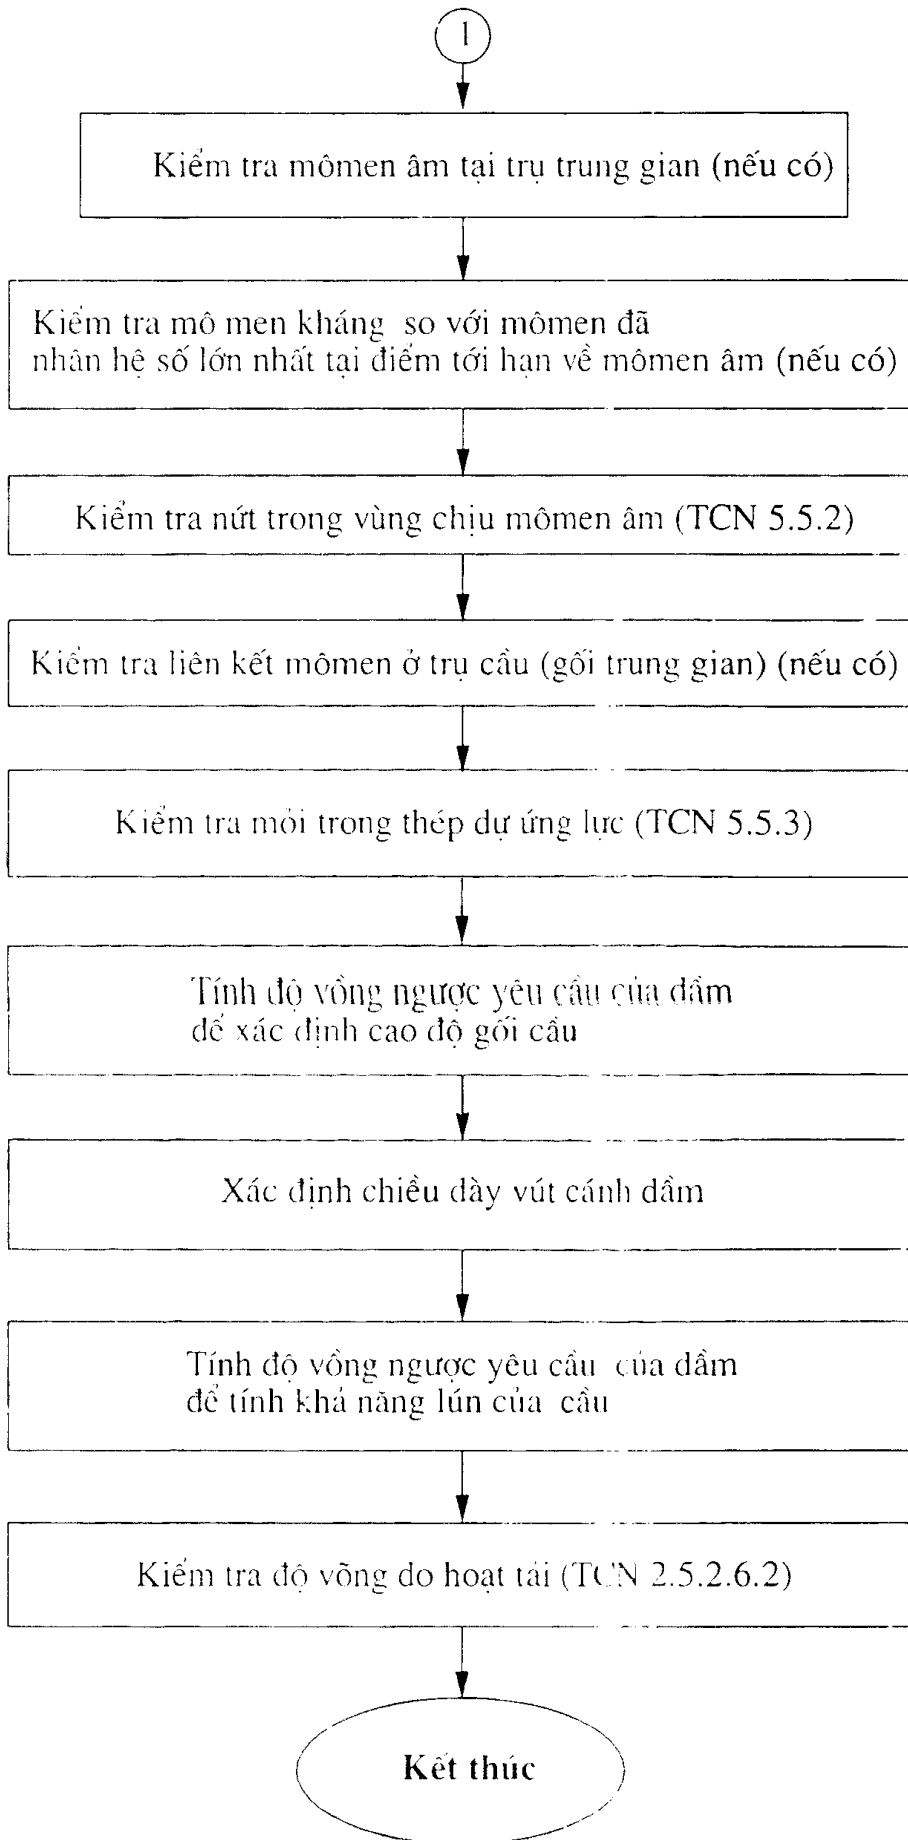 1
Kiểm tra mômen âm tại trụ trung gian (nếu có)
Kiểm tra mô men kháng so với mômen đã
nhân hệ số lớn nhất tại điểm tới hạn về mômen âm (nếu có)
Kiểm tra nứt trong vùng chịu mômen âm (TCN 5.5.2)
Kiểm tra liên kết mômen ở trụ cầu (gối trung gian) (nếu có)
Kiểm tra mỏi trong thép dự ứng lực (TCN 5.5.3)
Tính độ vồng ngược yêu cầu của dầm
để xác định cao độ gối cầu
Xác định chiều dày vút cánh dầm
Tính độ vồng ngược yêu cầu của dầm
để tính khả năng lún của cầu
Kiểm tra độ võng do hoạt tải (TCN 2.5.2.6.2)
Kết thúc